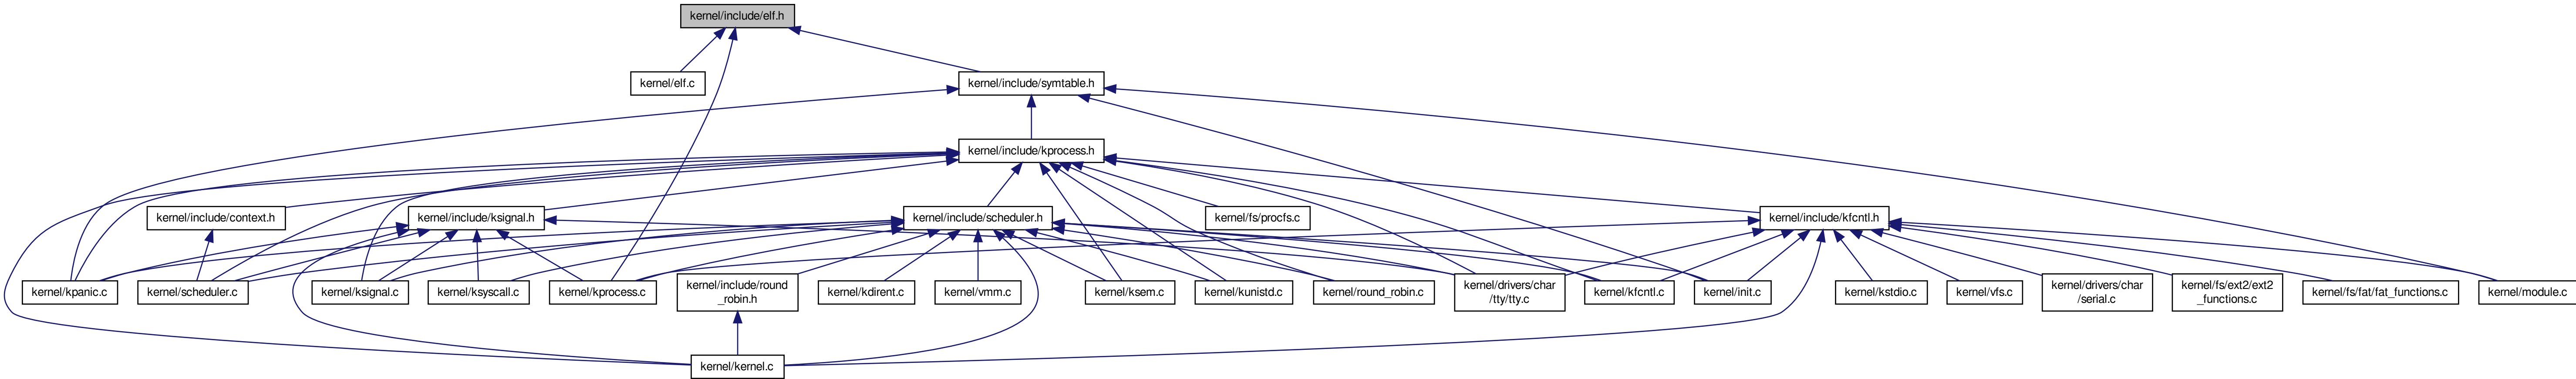 kernel/include/elf.h
kernel/elf.c
kernel/include/symtable.h
kernel/include/kprocess.h
kernel/include/context.h
kernel/include/ksignal.h
kernel/include/scheduler.h
kernel/fs/procfs.c
kernel/include/kfcntl.h
kernel/kpanic.c
kernel/scheduler.c
kernel/ksignal.c
kernel/ksyscall.c
kernel/kprocess.c
kernel/include/round
_robin.h
kernel/kdirent.c
kernel/vmm.c
kernel/ksem.c
kernel/kunistd.c
kernel/round_robin.c
kernel/drivers/char
/tty/tty.c
kernel/kfcntl.c
kernel/init.c
kernel/kstdio.c
kernel/vfs.c
kernel/drivers/char
/serial.c
kernel/fs/ext2/ext2
_functions.c
kernel/fs/fat/fat_functions.c
kernel/module.c
kernel/kernel.c